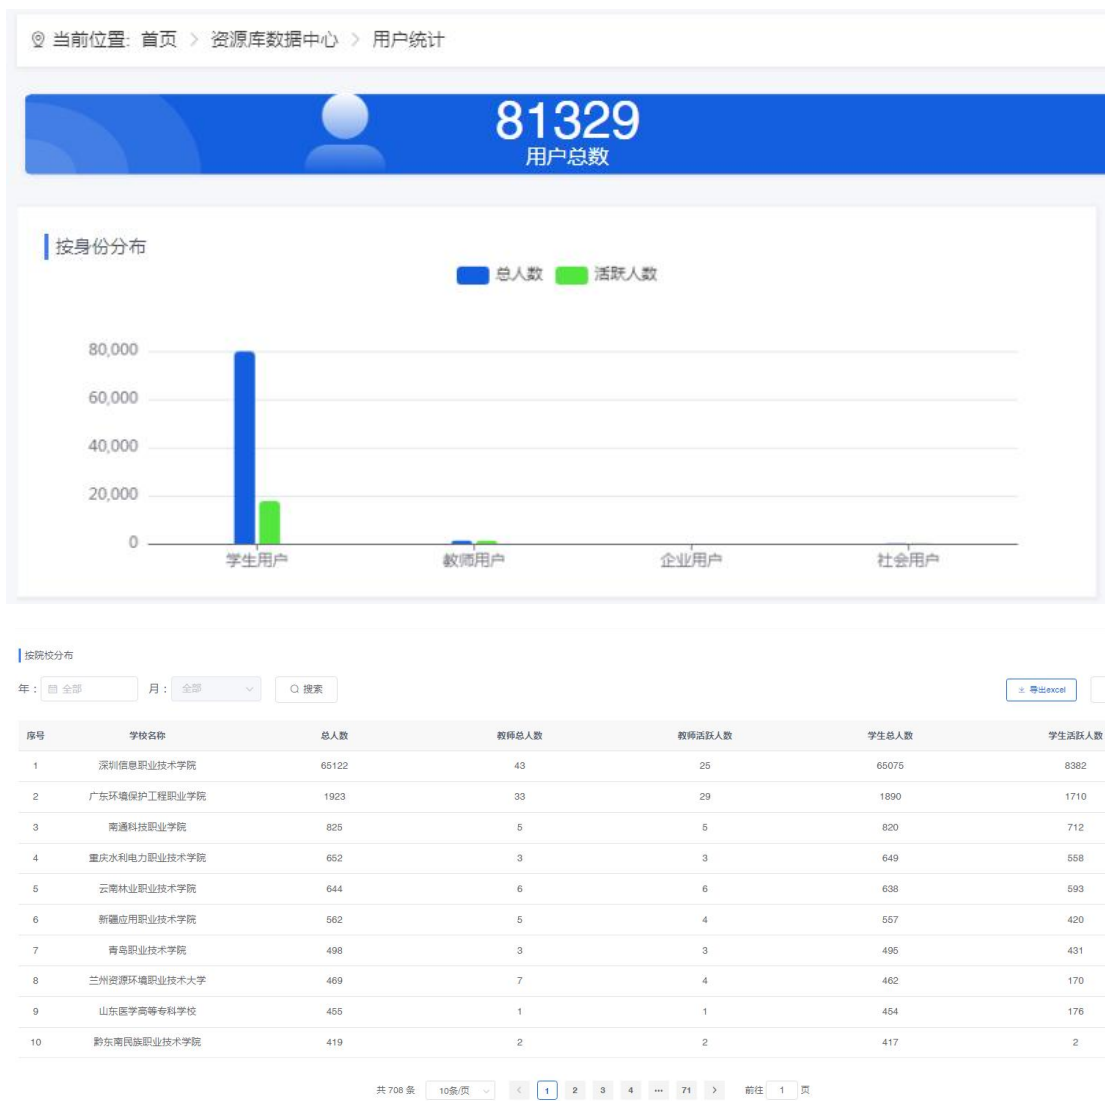 当前位置: 首页 > 资源库数据中心 > 用户统计
81329
用户总数
按身份分布
总人数 活跃人数
80,000
60,000
40,000
20,000
0
学生用户 教师用户 企业用户 社会用户
按院校分布
年： 全部 月： 全部 搜索 导出excel
序号 学校名称 总人数 教师总人数 教师活跃人数 学生总人数 学生活跃人数
1 深圳信息职业技术学院 65122 43 25 65075 8382
2 广东环境保护工程职业学院 1923 33 29 1890 1710
3 南通科技职业学院 825 5 5 820 712
4 重庆水利电力职业技术学院 652 3 3 649 558
5 云南林业职业技术学院 644 6 6 638 593
6 新疆应用职业技术学院 562 5 4 557 420
7 青岛职业技术学院 498 3 3 495 431
8 兰州资源环境职业技术大学 469 7 4 462 170
9 山东医学高等专科学校 455 1 1 454 176
10 黔东南民族职业技术学院 419 2 2 417 2
共 708 条 10条/页 < 1 2 3 4 ··· 71 > 前往 1 页